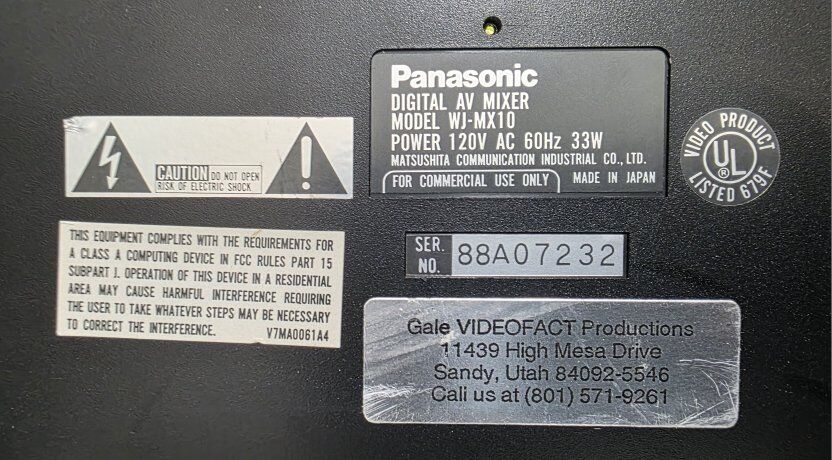 Panasonic
DIGITAL AV MIXER
MODEL WJ-MX10
POWER 120V AC 60Hz 33W
MATSUSHITA COMMUNICATION INDUSTRIAL CO., LTD.
FOR COMMERCIAL USE ONLY MADE IN JAPAN
VIDEO PRODUCT
UL
®
LISTED 679F
CAUTION DO NOT OPEN
RISK OF ELECTRIC SHOCK
!
THIS EQUIPMENT COMPLIES WITH THE REQUIREMENTS FOR
A CLASS A COMPUTING DEVICE IN FCC RULES PART 15
SUBPART J. OPERATION OF THIS DEVICE IN A RESIDENTIAL
AREA MAY CAUSE HARMFUL INTERFERENCE REQUIRING
THE USER TO TAKE WHATEVER STEPS MAY BE NECESSARY
TO CORRECT THE INTERFERENCE. V7MA0061A4
SER.
NO. 88A07232
Gale VIDEOFACT Productions
11439 High Mesa Drive
Sandy, Utah 84092-5546
Call us at (801) 571-9261